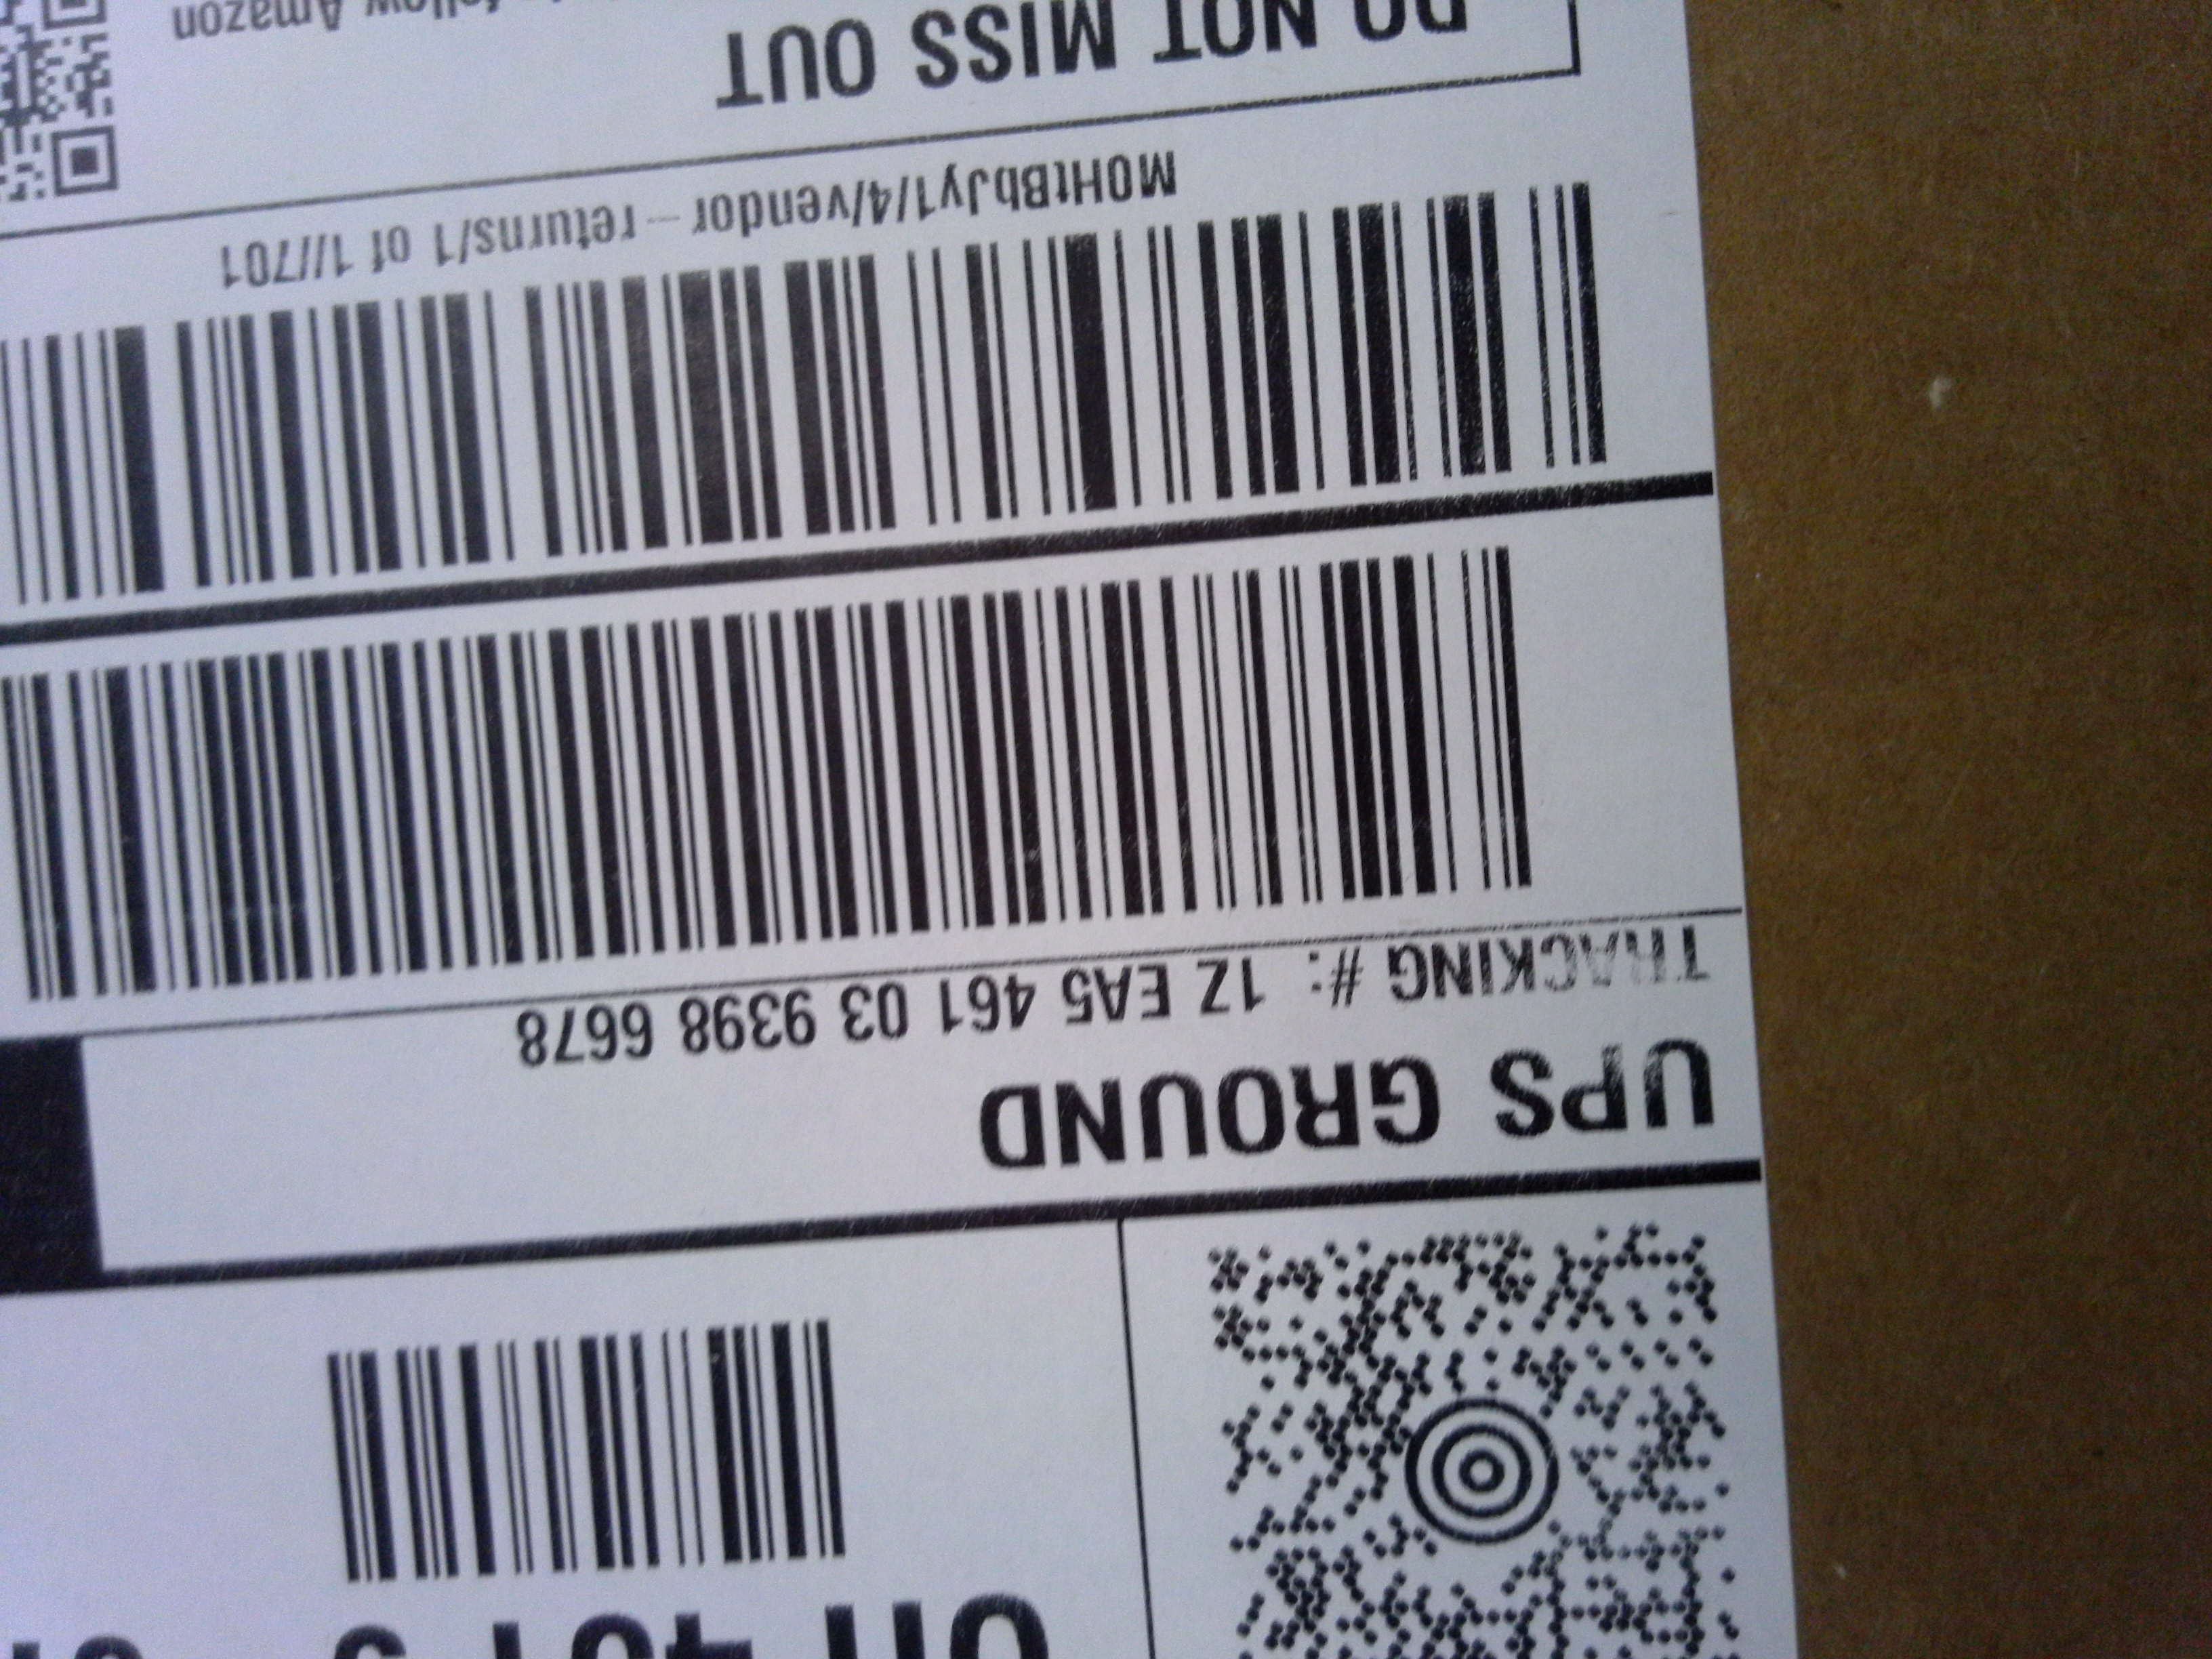 UPS GROUND
TRACKING #: 1Z EA5 461 03 9398 6678
M0HtBbJy1/4/vendor-returns/1 of 1//701
DO NOT MISS OUT
follow Amazon